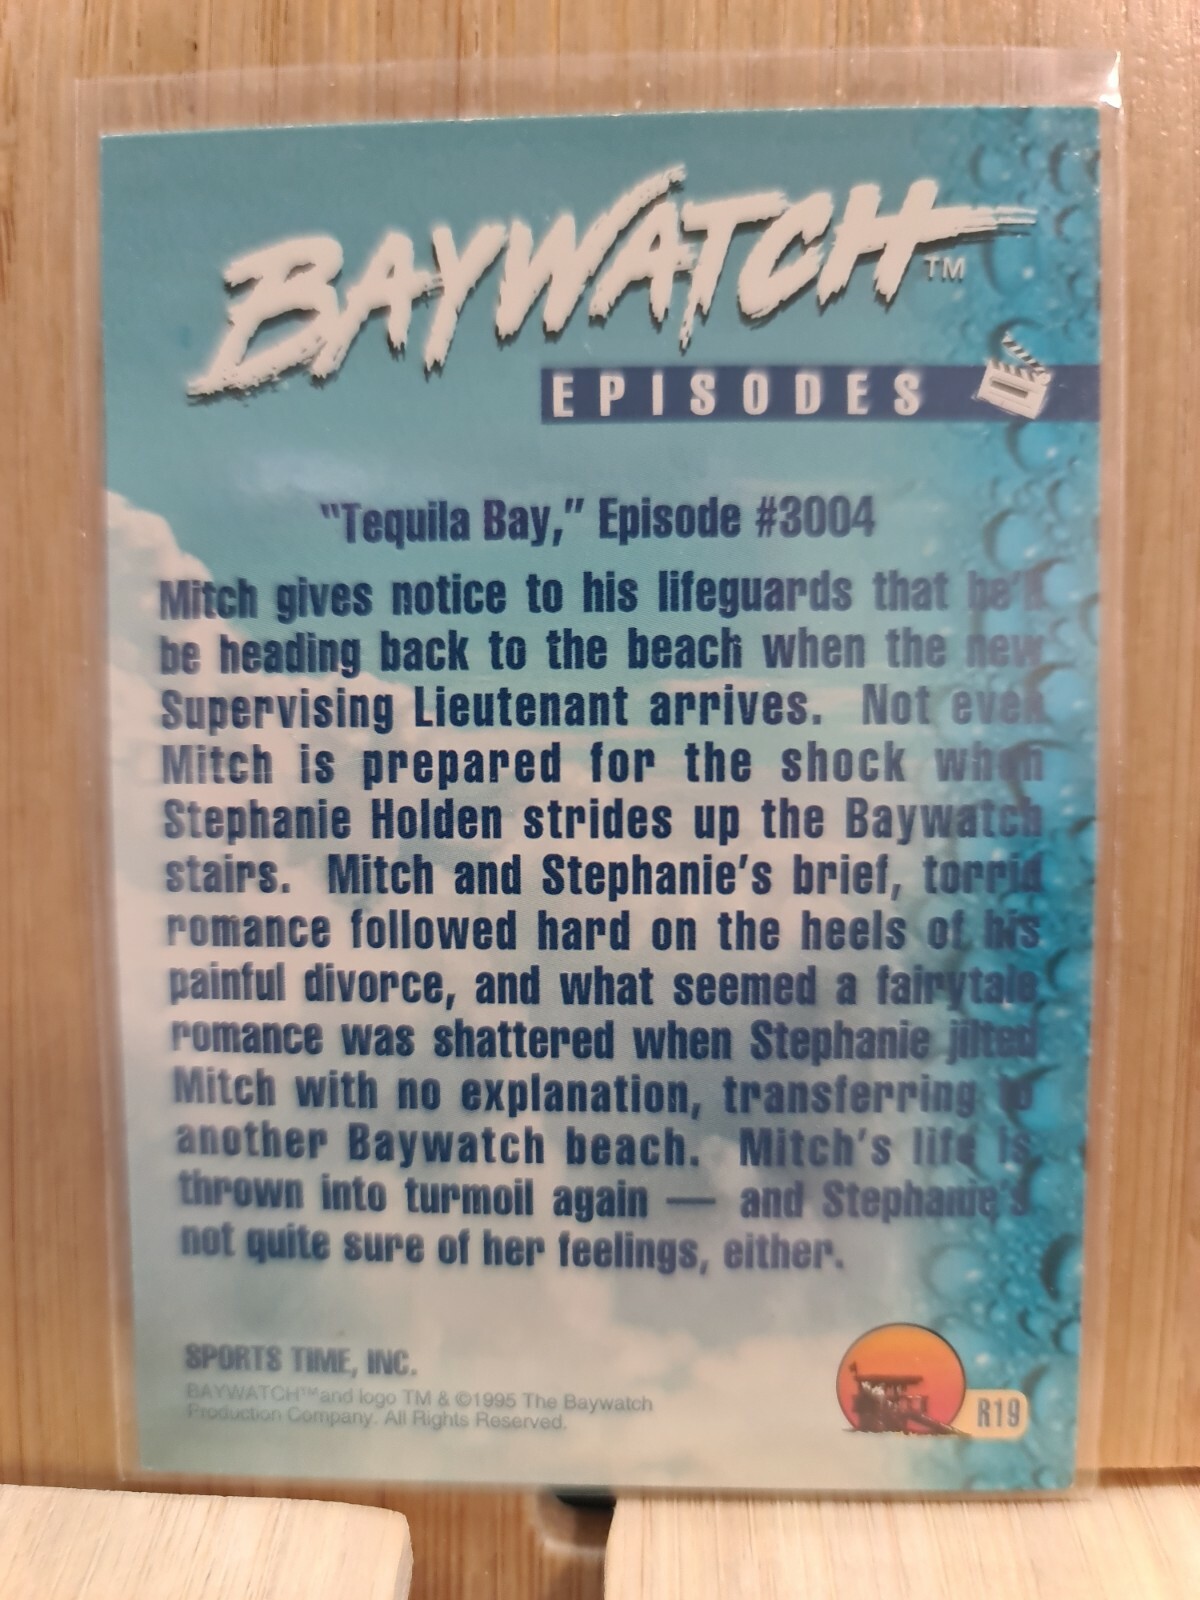 BAYWATCH™
EPISODES
"Tequila Bay," Episode #3004
Mitch gives notice to his lifeguards that he'll
be heading back to the beach when the new
Supervising Lieutenant arrives. Not even
Mitch is prepared for the shock when
Stephanie Holden strides up the Baywatch
stairs. Mitch and Stephanie's brief, torrid
romance followed hard on the heels of his
painful divorce, and what seemed a fairytale
romance was shattered when Stephanie jilted
Mitch with no explanation, transferring to
another Baywatch beach. Mitch's life is
thrown into turmoil again — and Stephanie's
not quite sure of her feelings, either.
SPORTS TIME, INC.
BAYWATCH™ and logo TM & ©1995 The Baywatch
Production Company. All Rights Reserved.
R19